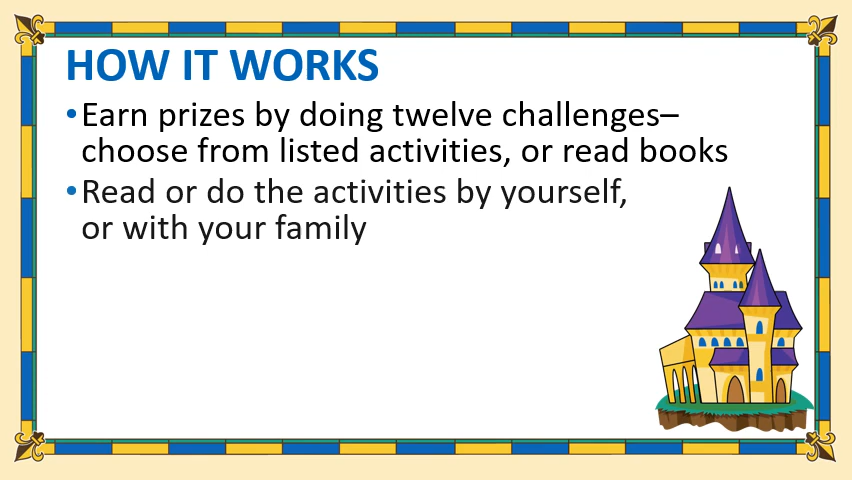 HOW IT WORKS
•Earn prizes by doing twelve challenges–
choose from listed activities, or read books
•Read or do the activities by yourself,
or with your family